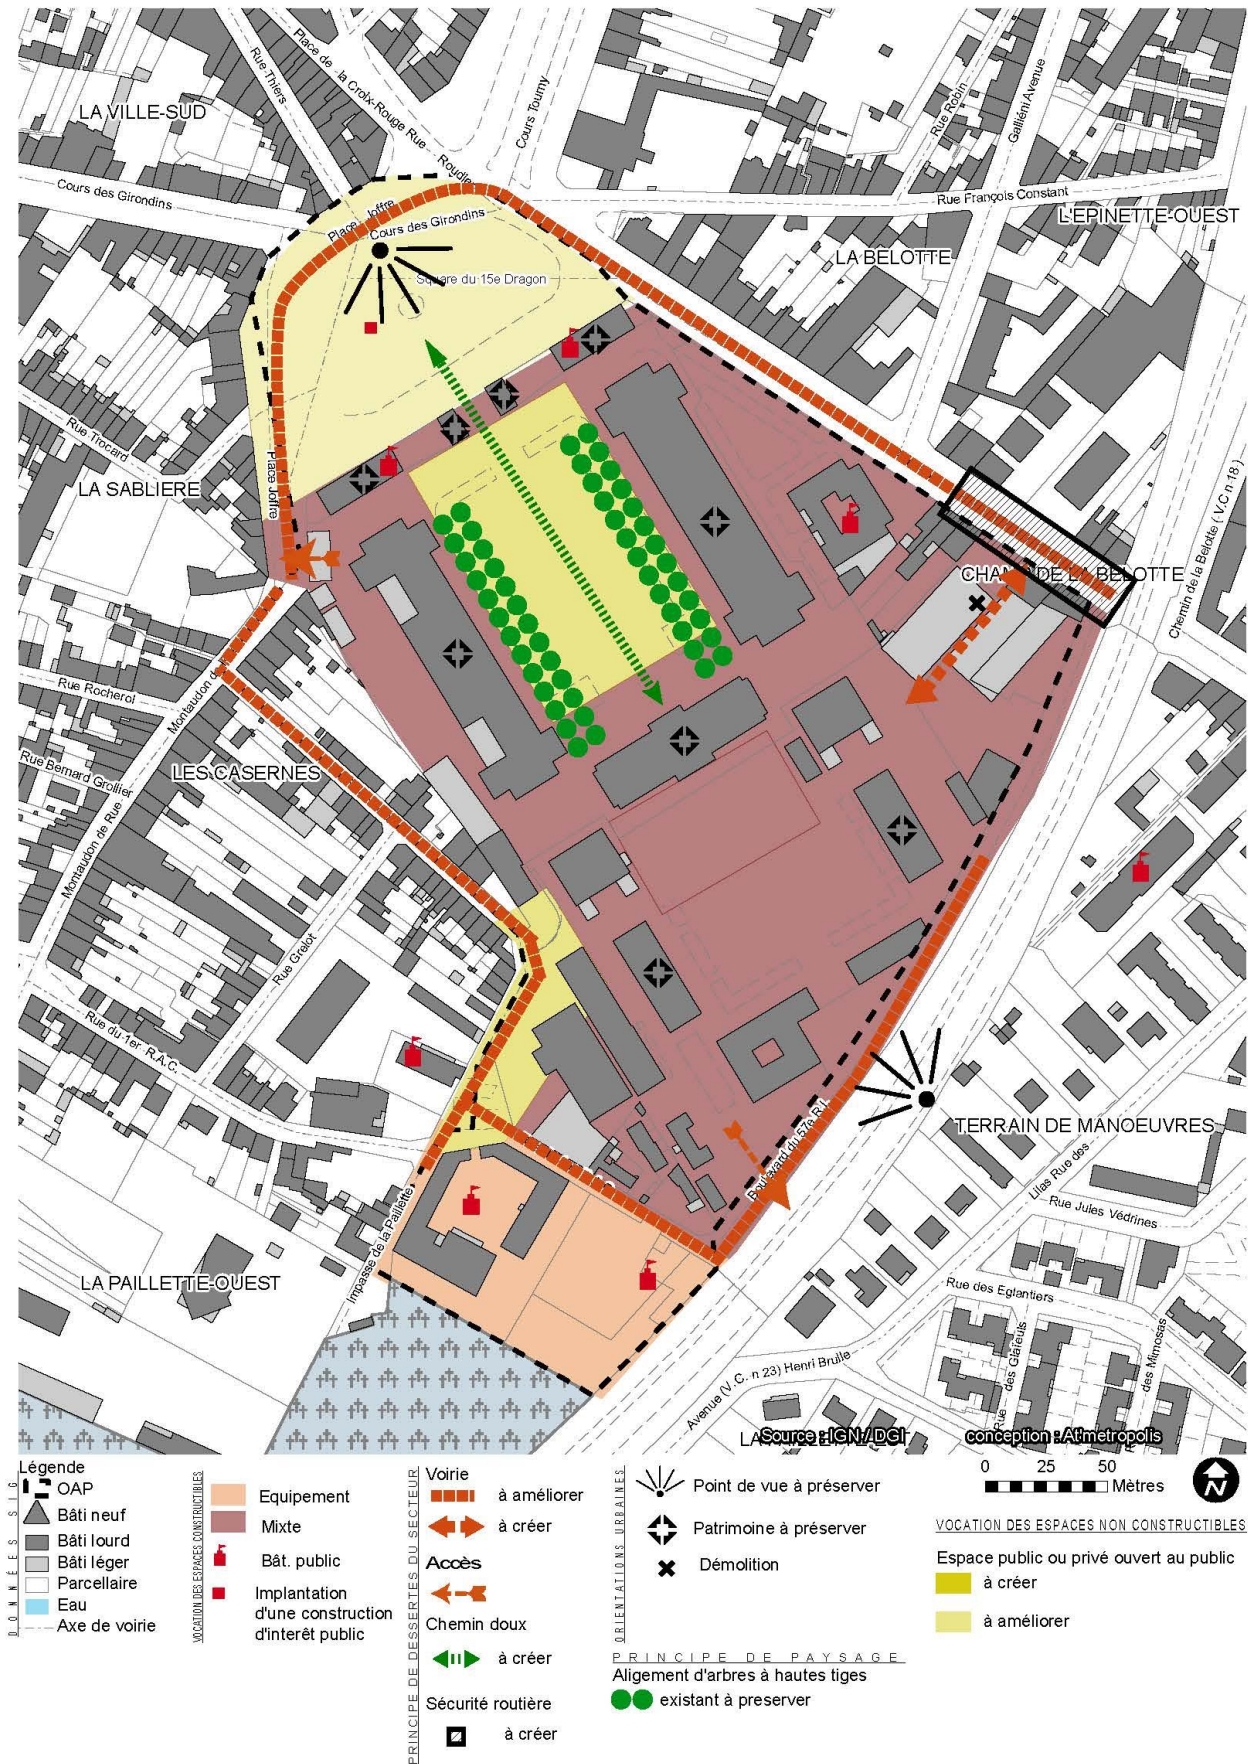 Place de la Croix-Rouge Rue
Roudier
Rue Thiers
Cours Tourny
Rue Robin
Galliéni Avenue
LA VILLE-SUD
Cours des Girondins
Rue François Constant
L'EPINETTE-OUEST
Place Joffre
Cours des Girondins
LA BELOTTE
Square du 15e Dragon
Rue Trocard
Place Joffre
LA SABLIERE
Chemin de la Belotte ( V.C n 18 )
CHAMP DE LA BELOTTE
Rue Rocherol
Montaudon de
Rue Bernard Grollier
LES CASERNES
Montaudon de Rue
Rue Grelot
Rue du 1er. R.A.C.
TERRAIN DE MANOEUVRES
Boulevard du 57e R.I.
Lilas Rue des
Rue Jules Védrines
Impasse de la Paillette
LA PAILLETTE-OUEST
Rue des Eglantiers
Rue des Glaïeuls
des Mimosas
Avenue (V.C. n 23) Henri Brulle
Source : IGN / DGI
conception : At'metropolis
Légende
DONNÉES SIG
OAP
Bâti neuf
Bâti lourd
Bâti léger
Parcellaire
Eau
Axe de voirie
VOCATION DES ESPACES CONSTRUCTIBLES
Equipement
Mixte
Bât. public
Implantation
d'une construction
d'interêt public
PRINCIPE DE DESSERTES DU SECTEUR
Voirie
à améliorer
à créer
Accès
Chemin doux
à créer
Sécurité routière
à créer
ORIENTATIONS URBAINES
Point de vue à préserver
Patrimoine à préserver
Démolition
PRINCIPE DE PAYSAGE
Aligement d'arbres à hautes tiges
existant à preserver
0 25 50
Mètres
N
VOCATION DES ESPACES NON CONSTRUCTIBLES
Espace public ou privé ouvert au public
à créer
à améliorer